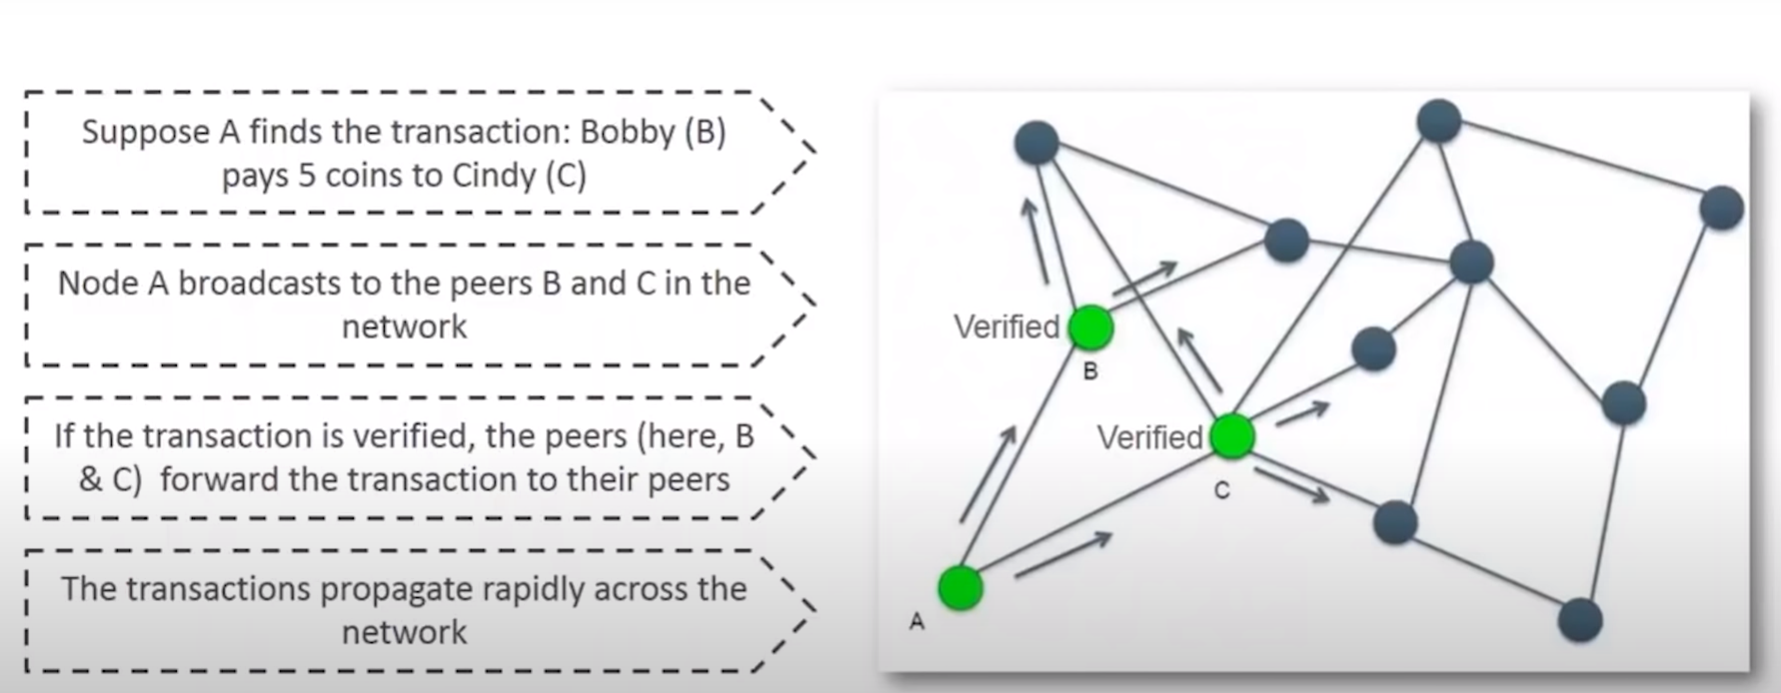 Suppose A finds the transaction: Bobby (B)
pays 5 coins to Cindy (C)
Node A broadcasts to the peers B and C in the
network
If the transaction is verified, the peers (here, B
& C) forward the transaction to their peers
The transactions propagate rapidly across the
network
Verified
B
Verified
C
A